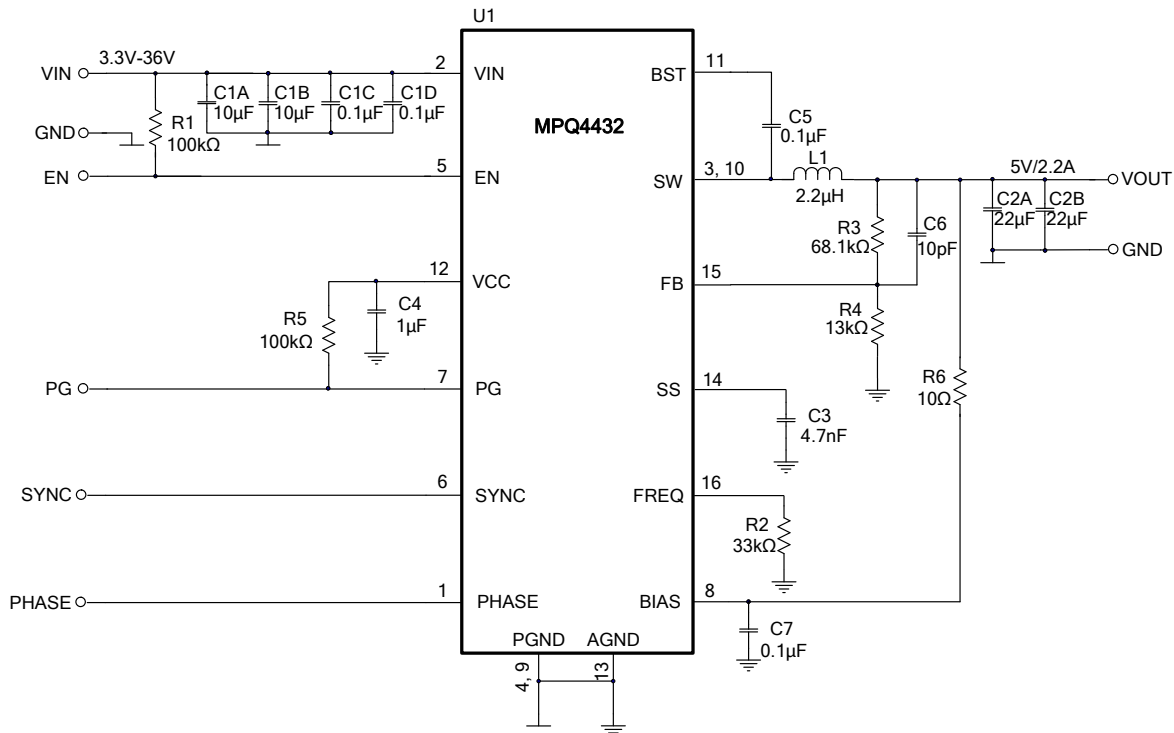 U1
3.3V-36V
VIN
2
VIN
BST
11
C1A
10µF
C1B
10µF
C1C
0.1µF
C1D
0.1µF
MPQ4432
C5
0.1µF
GND
R1
100kΩ
EN
5
EN
SW
3, 10
L1
2.2µH
5V/2.2A
VOUT
C2A
22µF
C2B
22µF
R3
68.1kΩ
C6
10pF
GND
12
VCC
FB
15
C4
1µF
R5
100kΩ
R4
13kΩ
PG
7
PG
SS
14
R6
10Ω
C3
4.7nF
SYNC
6
SYNC
FREQ
16
R2
33kΩ
PHASE
1
PHASE
BIAS
8
C7
0.1µF
PGND
AGND
4, 9
13